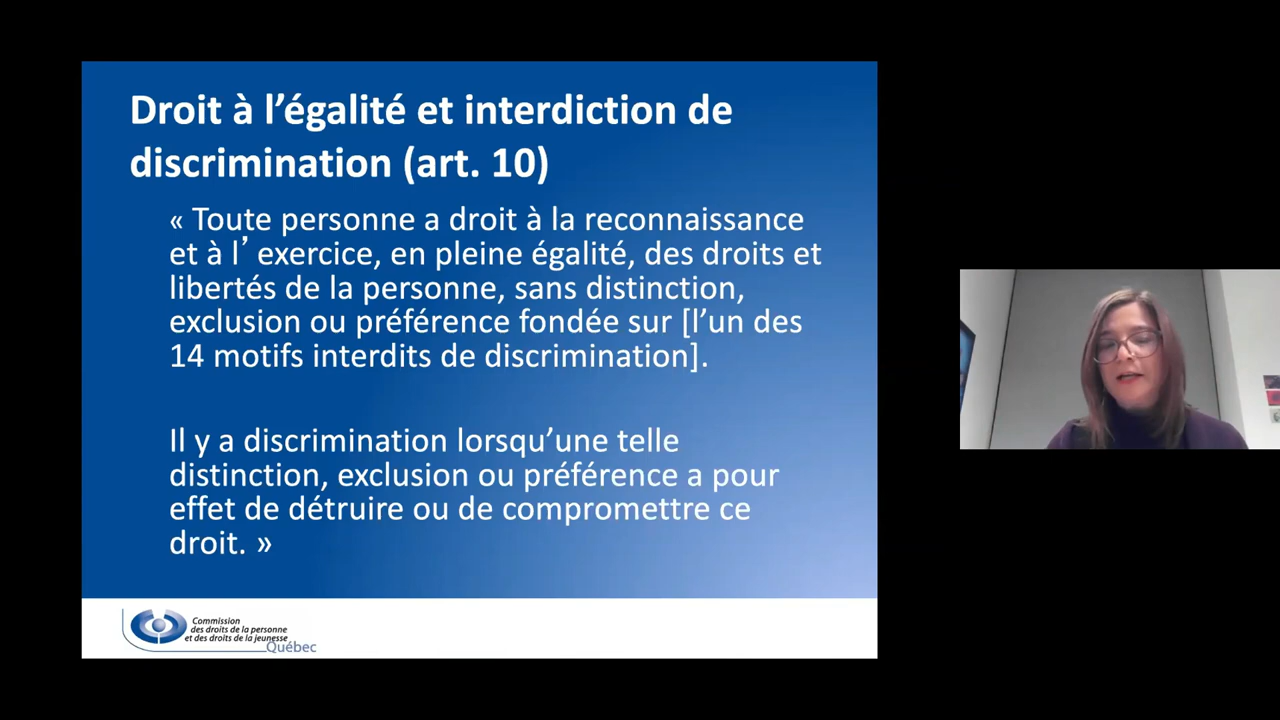 Droit à l’égalité et interdiction de
discrimination (art. 10)
« Toute personne a droit à la reconnaissance
et à l’ exercice, en pleine égalité, des droits et
libertés de la personne, sans distinction,
exclusion ou préférence fondée sur [l’un des
14 motifs interdits de discrimination].
Il y a discrimination lorsqu’une telle
distinction, exclusion ou préférence a pour
effet de détruire ou de compromettre ce
droit. »
Commission
des droits de la personne
et des droits de la jeunesse
Québec